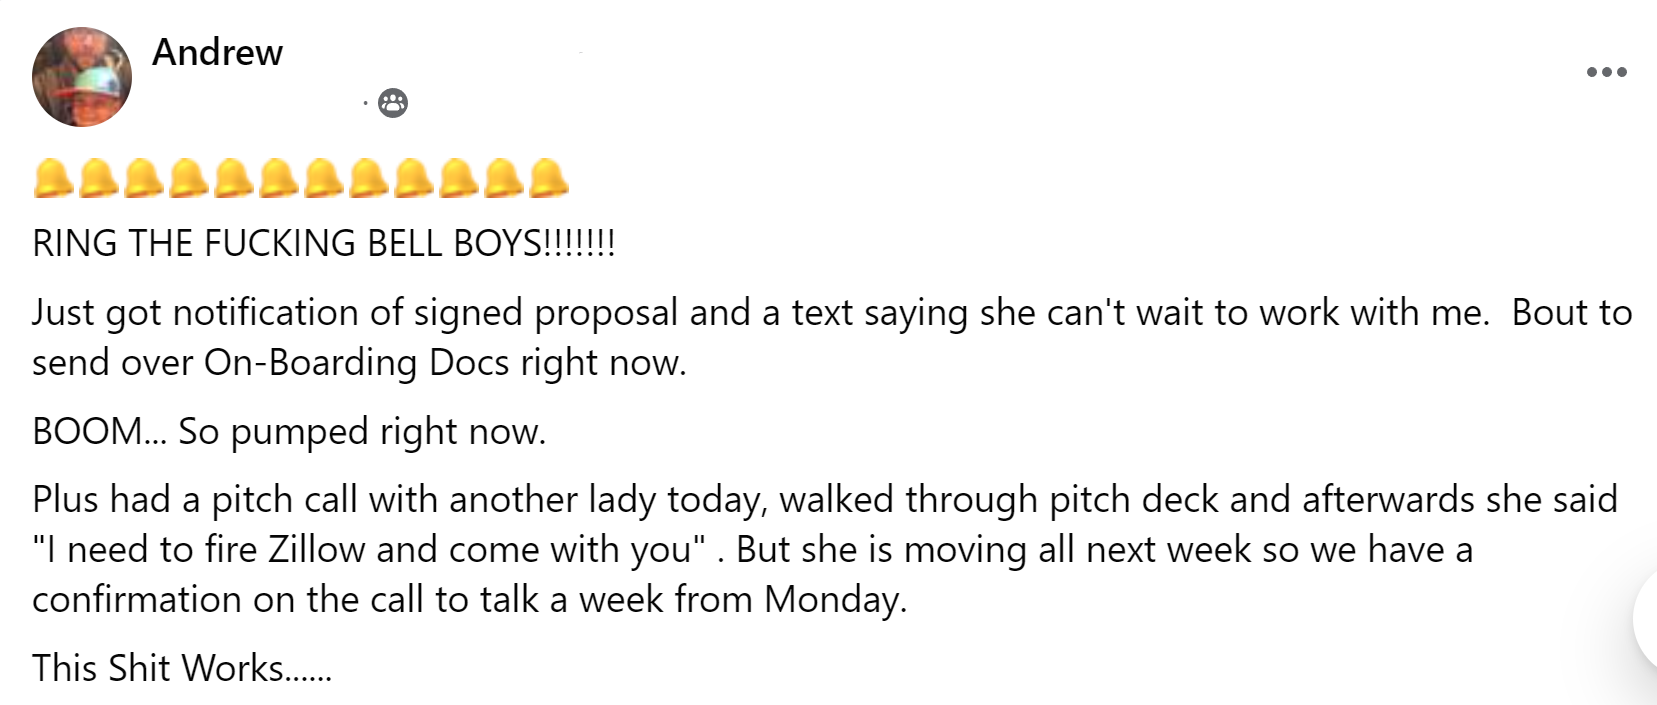 Andrew
🔔🔔🔔🔔🔔🔔🔔🔔🔔🔔🔔🔔
RING THE FUCKING BELL BOYS!!!!!!!
Just got notification of signed proposal and a text saying she can't wait to work with me.  Bout to
send over On-Boarding Docs right now.
BOOM... So pumped right now.
Plus had a pitch call with another lady today, walked through pitch deck and afterwards she said
"I need to fire Zillow and come with you" . But she is moving all next week so we have a
confirmation on the call to talk a week from Monday.
This Shit Works......